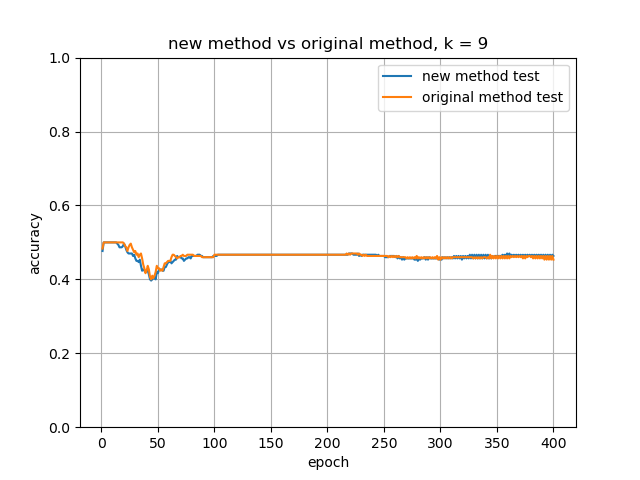 new method vs original method, k = 9
1.0
new method test
original method test
0.8
0.6
accuracy
0.4
0.2
0.0
0 50 100 150 200 250 300 350 400
epoch